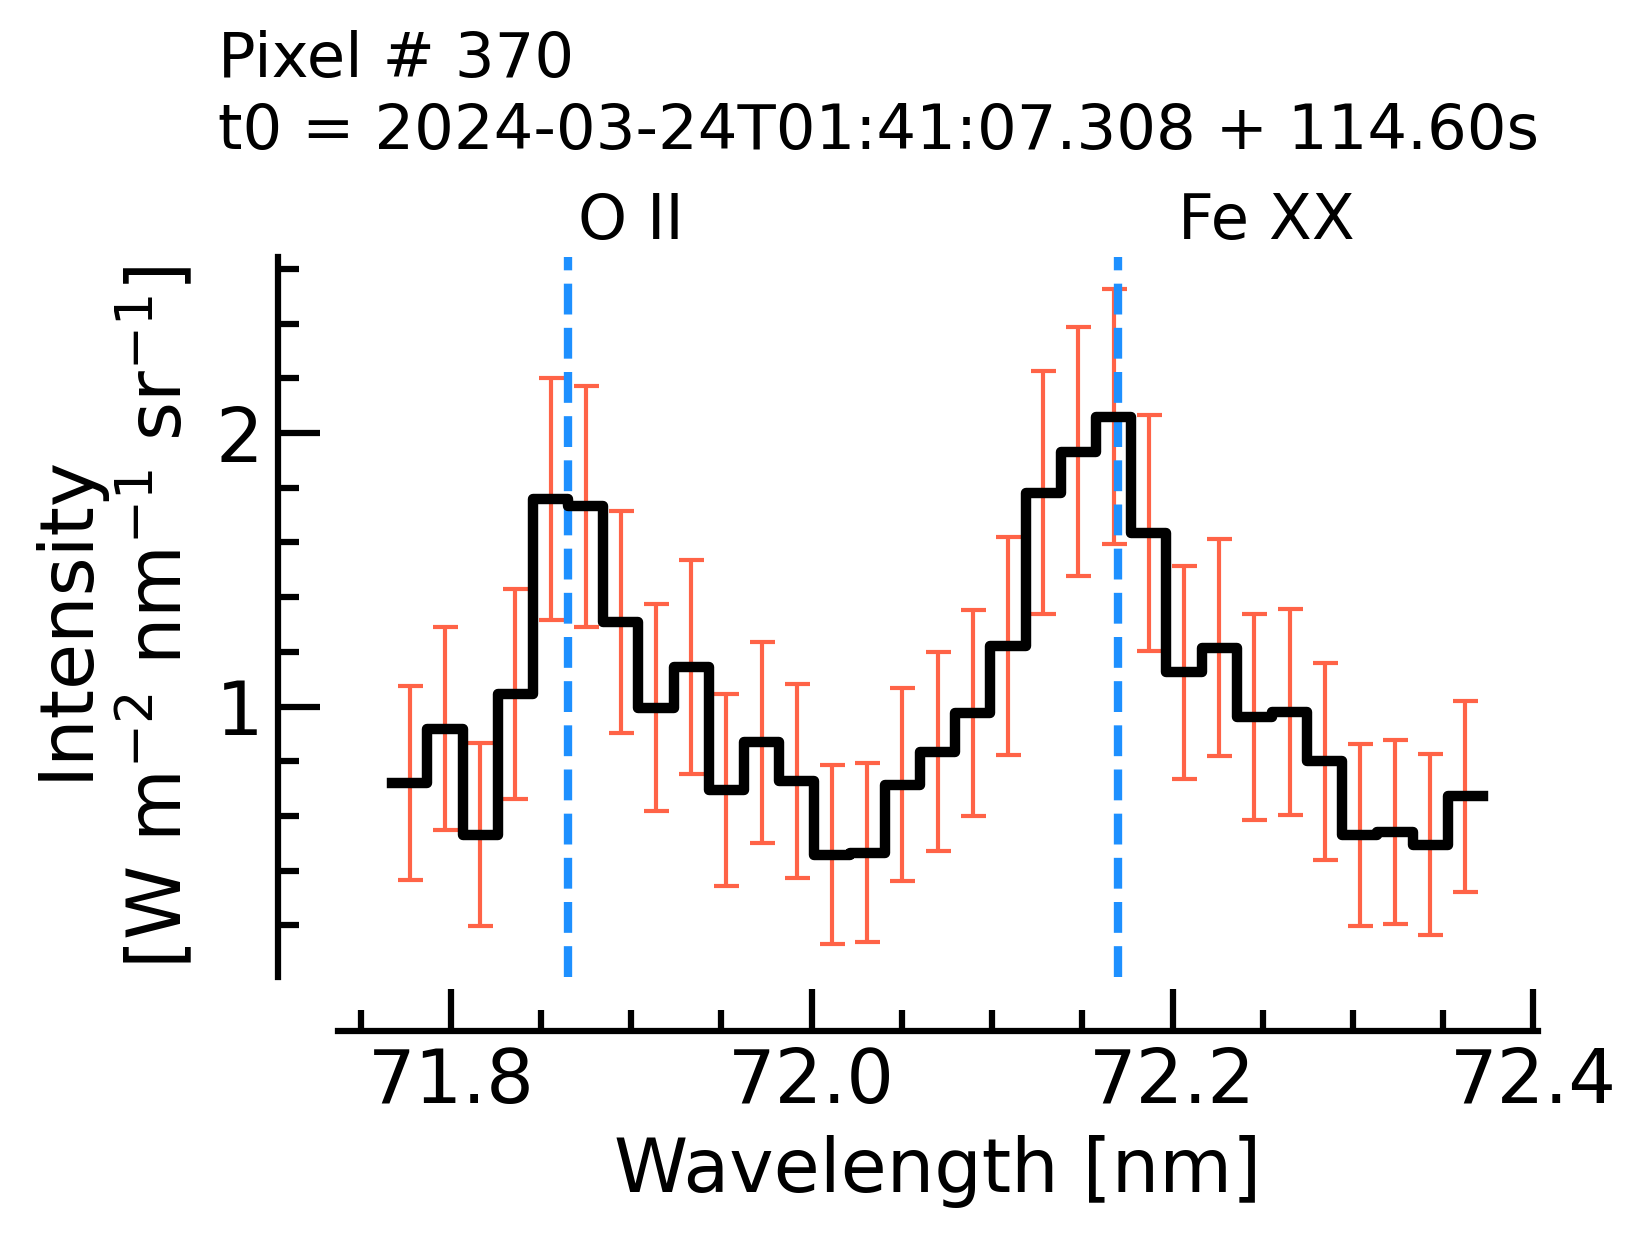 Pixel # 370
t0 = 2024-03-24T01:41:07.308 + 114.60s
O II
Fe XX
Intensity
[W m⁻² nm⁻¹ sr⁻¹]
2
1
71.8
72.0
72.2
72.4
Wavelength [nm]